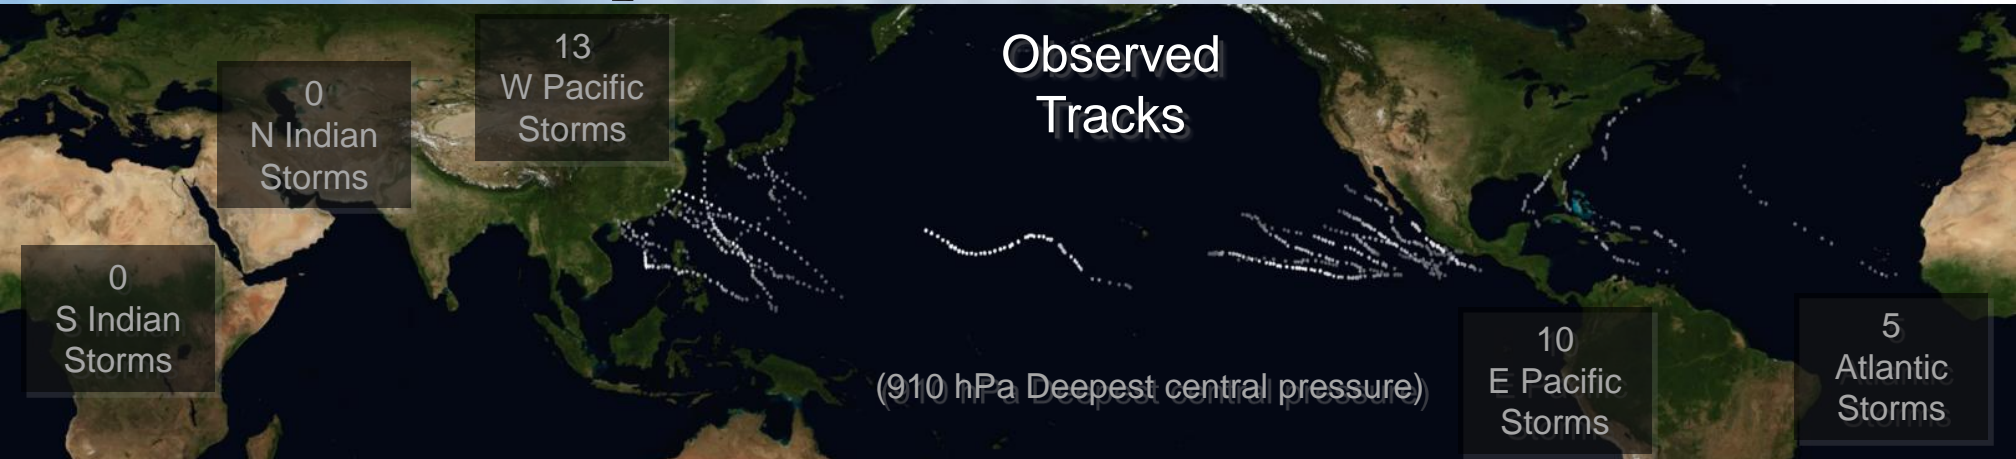 Observed
Tracks
13
W Pacific
Storms
0
N Indian
Storms
0
S Indian
Storms
(910 hPa Deepest central pressure)
10
E Pacific
Storms
5
Atlantic
Storms